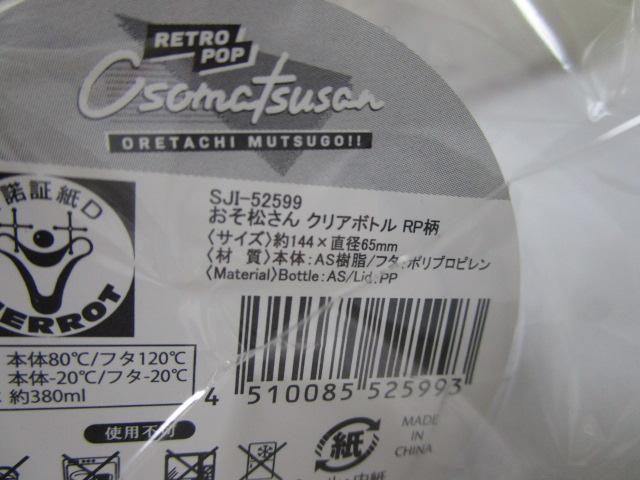 RETRO
POP
Osomatsusan
ORETACHI MUTSUGO!!
諾証紙D
IERROT
SJI-52599
おそ松さん クリアボトル RP柄
〈サイズ〉約144×直径65mm
〈材 質〉本体:AS樹脂/フタ:ポリプロピレン
〈Material〉Bottle:AS/Lid:PP
本体80℃/フタ120℃
本体-20℃/フタ-20℃
約380ml
4 510085 525993
使用不可
紙
MADE
IN
CHINA